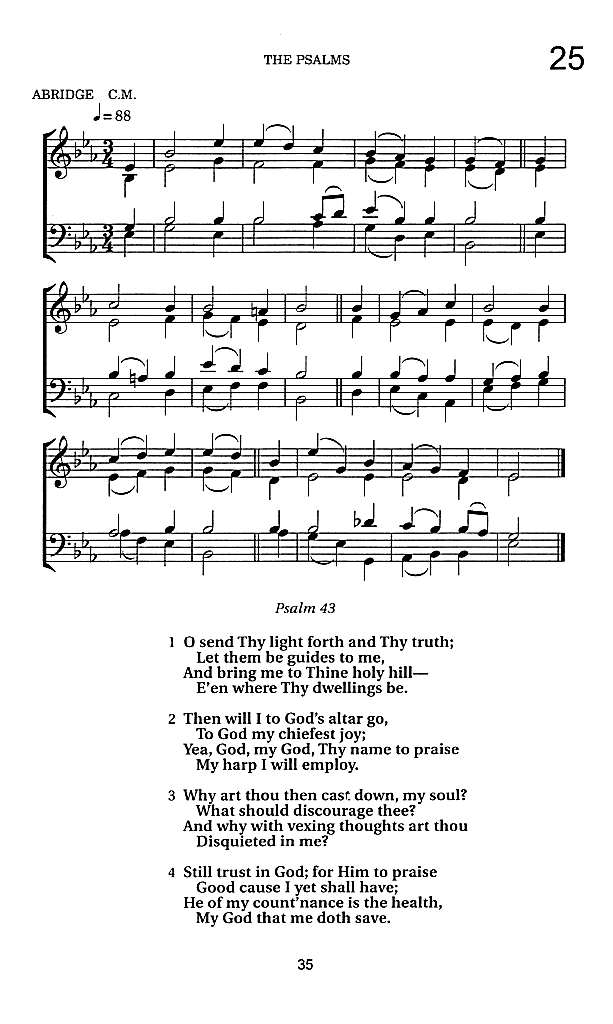 THE PSALMS
25
ABRIDGE C.M.
♩=88
3
4
3
4
Psalm 43
1 O send Thy light forth and Thy truth;
Let them be guides to me,
And bring me to Thine holy hill—
E'en where Thy dwellings be.
2 Then will I to God's altar go,
To God my chiefest joy;
Yea, God, my God, Thy name to praise
My harp I will employ.
3 Why art thou then cast down, my soul?
What should discourage thee?
And why with vexing thoughts art thou
Disquieted in me?
4 Still trust in God; for Him to praise
Good cause I yet shall have;
He of my count'nance is the health,
My God that me doth save.
35